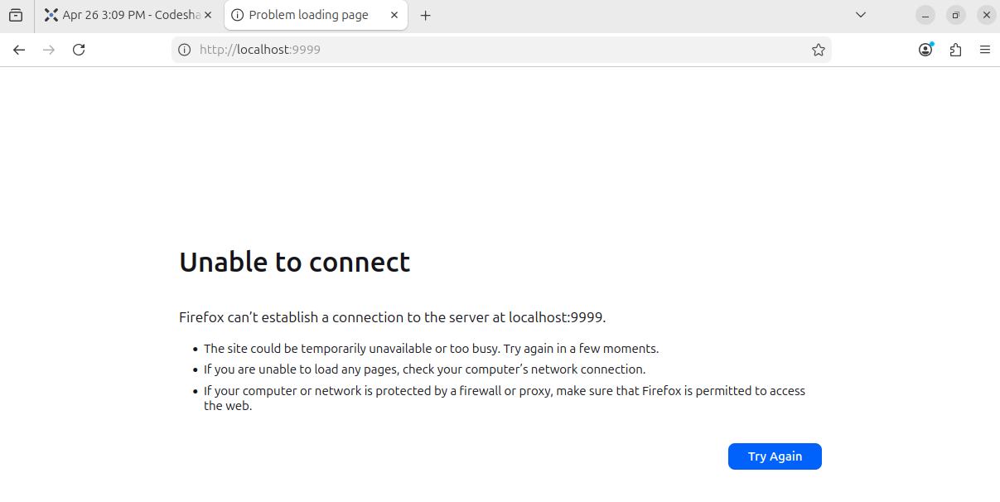 Apr 26 3:09 PM - Codesha
Problem loading page
http://localhost:9999
Unable to connect
Firefox can’t establish a connection to the server at localhost:9999.
• The site could be temporarily unavailable or too busy. Try again in a few moments.
• If you are unable to load any pages, check your computer’s network connection.
• If your computer or network is protected by a firewall or proxy, make sure that Firefox is permitted to access
the web.
Try Again